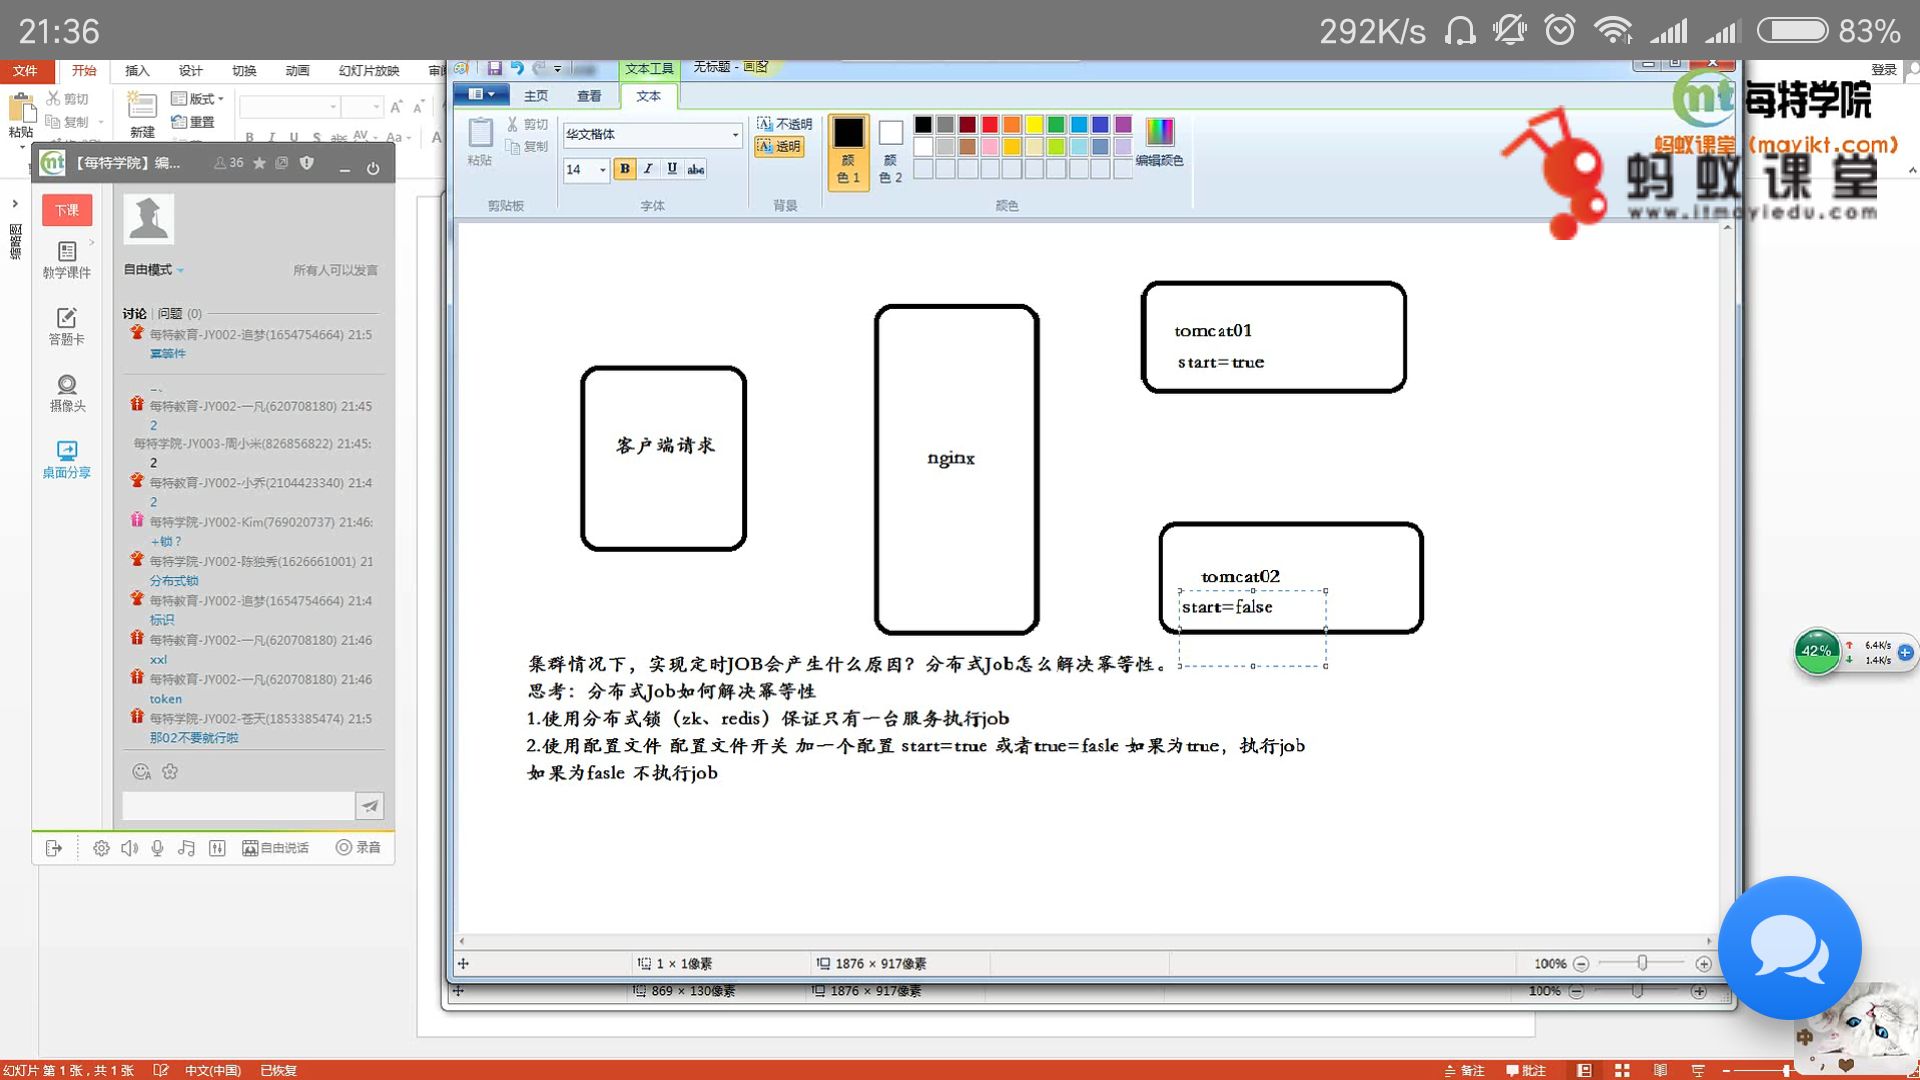 21:36
292K/s
83%
文件
开始
插入
设计
切换
动画
幻灯片放映
审阅
文本工具
无标题 - 画图
登录
粘贴
剪切
复制
新建
版式
重置
主页
查看
文本
粘贴
剪切
复制
剪贴板
华文楷体
14
B I U abc
字体
不透明
透明
背景
颜色 1
颜色 2
编辑颜色
颜色
每特学院
蚂蚁课堂（mayikt.com）
蚂蚁课堂
www.itmayiedu.com
【每特学院】编...
36
下课
教学课件
答题卡
摄像头
桌面分享
缩略图
自由模式
所有人可以发言
讨论 | 问题 (0)
每特教育-JY002-追梦(1654754664) 21:5
幂等件
每特教育-JY002-一凡(620708180) 21:45
2
每特学院-JY003-周小米(826856822) 21:45:
2
每特教育-JY002-小乔(2104423340) 21:4
2
每特学院-JY002-Kim(769020737) 21:46:
+锁？
每特学院-JY002-陈独秀(1626661001) 21
分布式锁
每特教育-JY002-追梦(1654754664) 21:4
标识
每特教育-JY002-一凡(620708180) 21:46
xxl
每特教育-JY002-一凡(620708180) 21:46
token
每特学院-JY002-苍天(1853385474) 21:5
那02不要就行啦
自由说话
录音
客户端请求
nginx
tomcat01
start=true
tomcat02
start=false
集群情况下，实现定时JOB会产生什么原因？分布式Job怎么解决幂等性。
思考：分布式Job如何解决幂等性
1.使用分布式锁（zk、redis）保证只有一台服务执行job
2.使用配置文件 配置文件开关 加一个配置 start=true 或者true=fasle 如果为true，执行job
如果为fasle 不执行job
42%
6.4K/s
1.4K/s
1 × 1像素
1876 × 917像素
100%
869 × 130像素
1876 × 917像素
100%
中
幻灯片 第 1 张，共 1 张
中文(中国)
已恢复
备注
批注